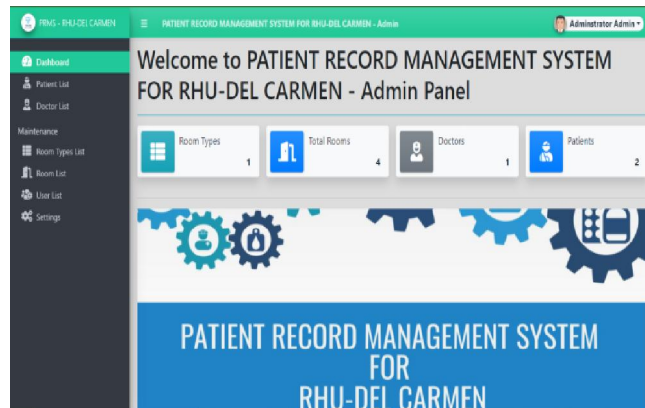 PRMS - RHU-DEL CARMEN
PATIENT RECORD MANAGEMENT SYSTEM FOR RHU-DEL CARMEN - Admin
Adminstrator Admin
Dashboard
Patient List
Doctor List
Maintenance
Room Types List
Room List
User List
Settings
Welcome to PATIENT RECORD MANAGEMENT SYSTEM
FOR RHU-DEL CARMEN - Admin Panel
Room Types
1
Total Rooms
4
Doctors
1
Patients
2
PATIENT RECORD MANAGEMENT SYSTEM
FOR
RHU-DEL CARMEN